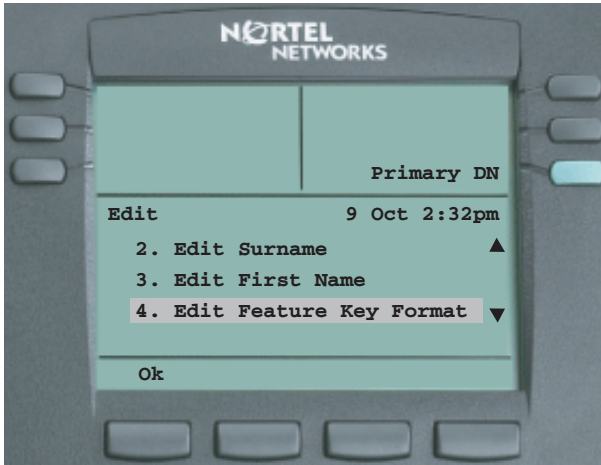 NORTEL
NETWORKS
Primary DN
Edit 9 Oct 2:32pm
2. Edit Surname
3. Edit First Name
4. Edit Feature Key Format
Ok